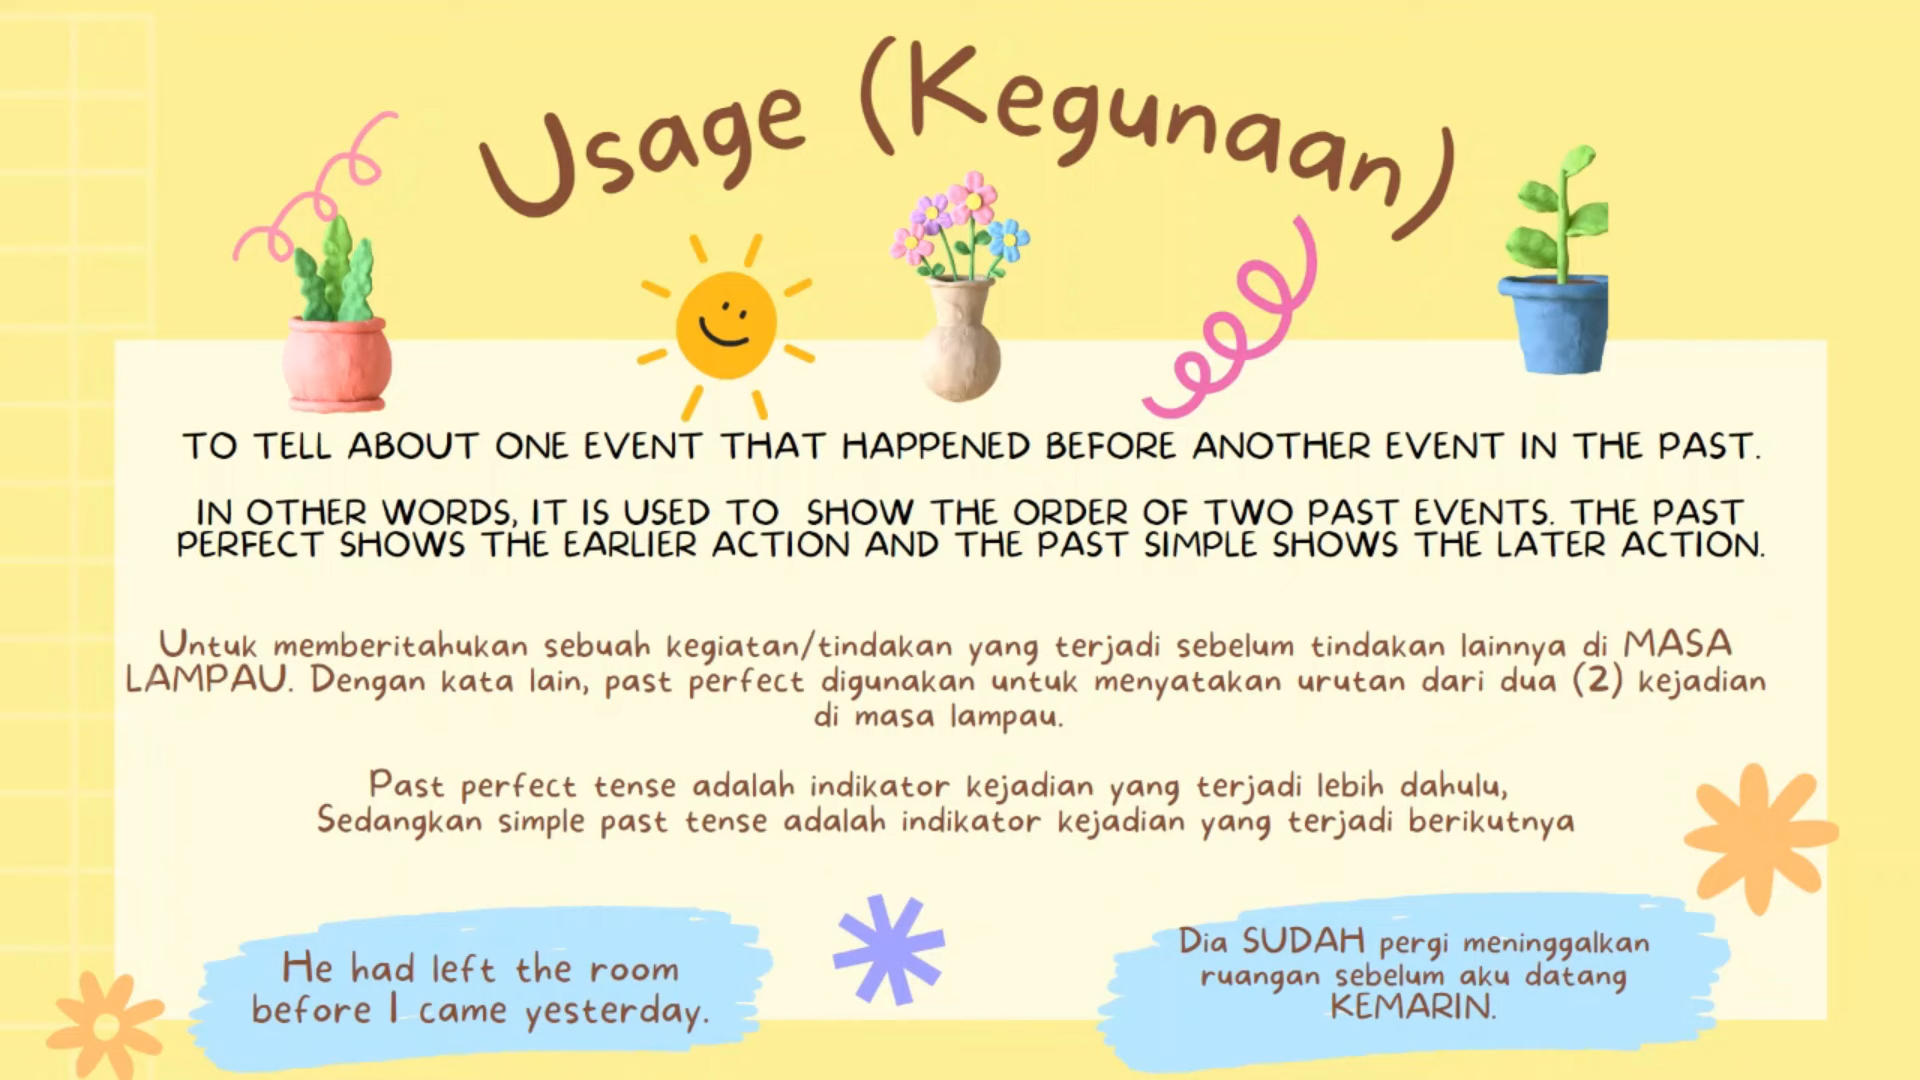 Usage (Kegunaan)
TO TELL ABOUT ONE EVENT THAT HAPPENED BEFORE ANOTHER EVENT IN THE PAST.
IN OTHER WORDS, IT IS USED TO SHOW THE ORDER OF TWO PAST EVENTS. THE PAST
PERFECT SHOWS THE EARLIER ACTION AND THE PAST SIMPLE SHOWS THE LATER ACTION.
Untuk memberitahukan sebuah kegiatan/tindakan yang terjadi sebelum tindakan lainnya di MASA
LAMPAU. Dengan kata lain, past perfect digunakan untuk menyatakan urutan dari dua (2) kejadian
di masa lampau.
Past perfect tense adalah indikator kejadian yang terjadi lebih dahulu,
Sedangkan simple past tense adalah indikator kejadian yang terjadi berikutnya
He had left the room
before I came yesterday.
Dia SUDAH pergi meninggalkan
ruangan sebelum aku datang
KEMARIN.